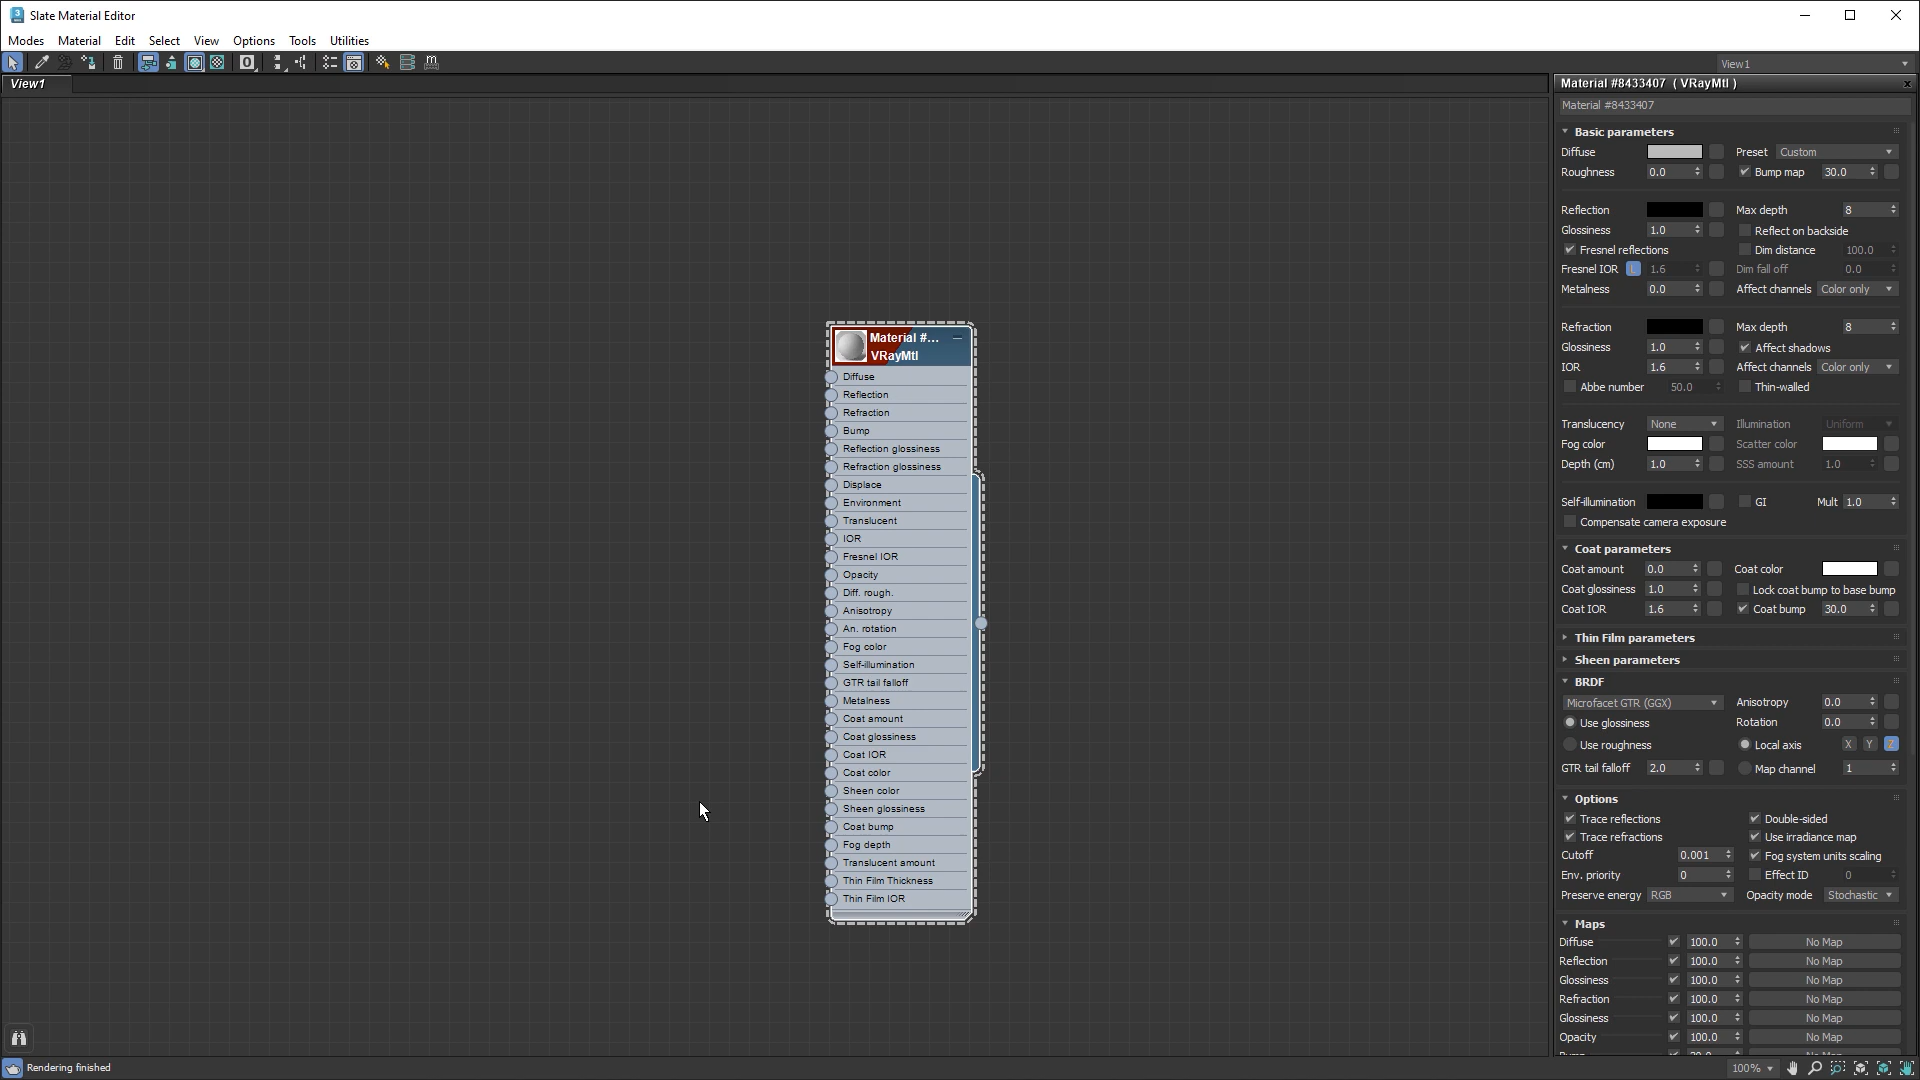 Slate Material Editor
Modes Material Edit Select View Options Tools Utilities
View1
View1
Material #8433407 ( VRayMtl )
Material #8433407
Basic parameters
Diffuse Preset Custom
Roughness 0.0 Bump map 30.0
Reflection Max depth 8
Glossiness 1.0 Reflect on backside
Fresnel reflections Dim distance 100.0
Fresnel IOR L 1.6 Dim fall off 0.0
Metalness 0.0 Affect channels Color only
Refraction Max depth 8
Glossiness 1.0 Affect shadows
IOR 1.6 Affect channels Color only
Abbe number 50.0 Thin-walled
Translucency None Illumination Uniform
Fog color Scatter color
Depth (cm) 1.0 SSS amount 1.0
Self-illumination GI Mult 1.0
Compensate camera exposure
Coat parameters
Coat amount 0.0 Coat color
Coat glossiness 1.0 Lock coat bump to base bump
Coat IOR 1.6 Coat bump 30.0
Thin Film parameters
Sheen parameters
BRDF
Microfacet GTR (GGX) Anisotropy 0.0
Use glossiness Rotation 0.0
Use roughness Local axis X Y Z
GTR tail falloff 2.0 Map channel 1
Options
Trace reflections Double-sided
Trace refractions Use irradiance map
Cutoff 0.001 Fog system units scaling
Env. priority 0 Effect ID 0
Preserve energy RGB Opacity mode Stochastic
Maps
Diffuse 100.0 No Map
Reflection 100.0 No Map
Glossiness 100.0 No Map
Refraction 100.0 No Map
Glossiness 100.0 No Map
Opacity 100.0 No Map
Material #...
VRayMtl
Diffuse
Reflection
Refraction
Bump
Reflection glossiness
Refraction glossiness
Displace
Environment
Translucent
IOR
Fresnel IOR
Opacity
Diff. rough.
Anisotropy
An. rotation
Fog color
Self-illumination
GTR tail falloff
Metalness
Coat amount
Coat glossiness
Coat IOR
Coat color
Sheen color
Sheen glossiness
Coat bump
Fog depth
Translucent amount
Thin Film Thickness
Thin Film IOR
Rendering finished
100%